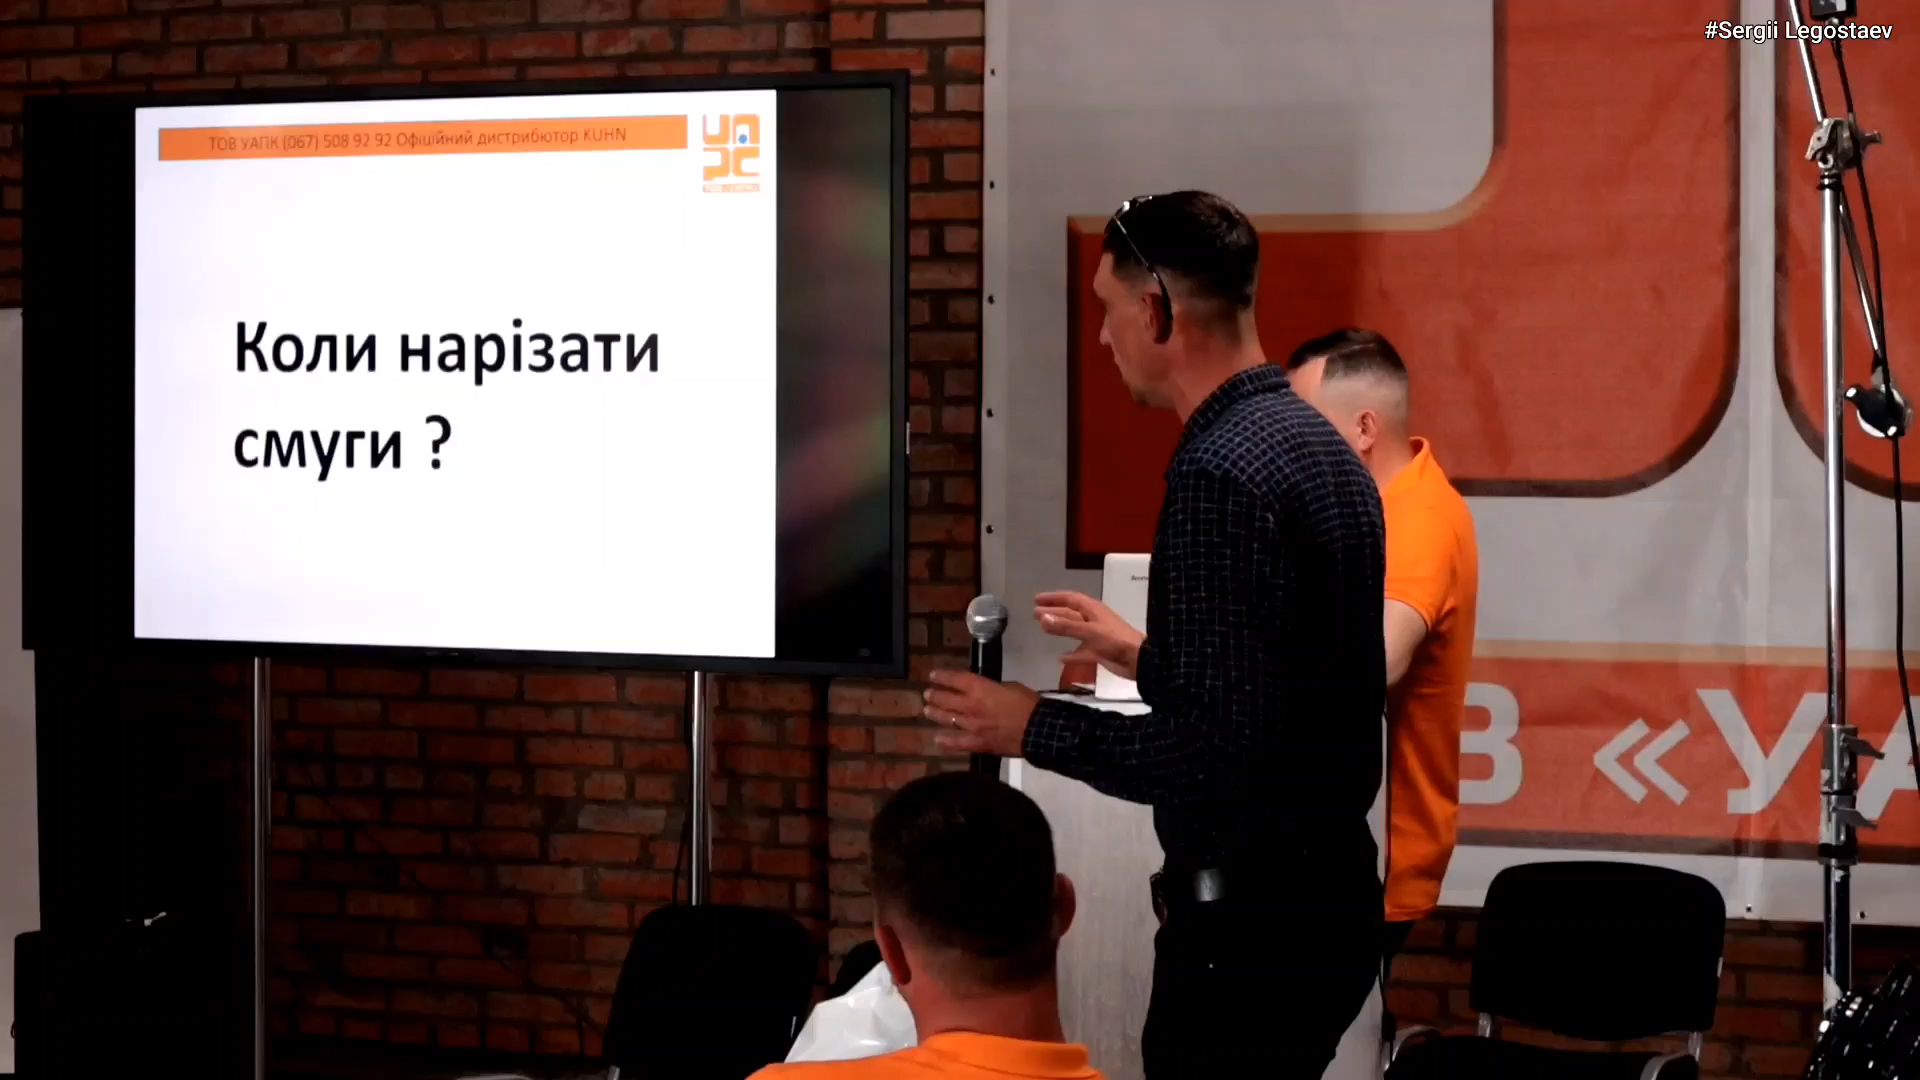 #Sergii Legostaev
ТОВ УАПК (067) 508 92 92 Офіційний дистрибютор KUHN
Коли нарізати
смуги ?
В «УА